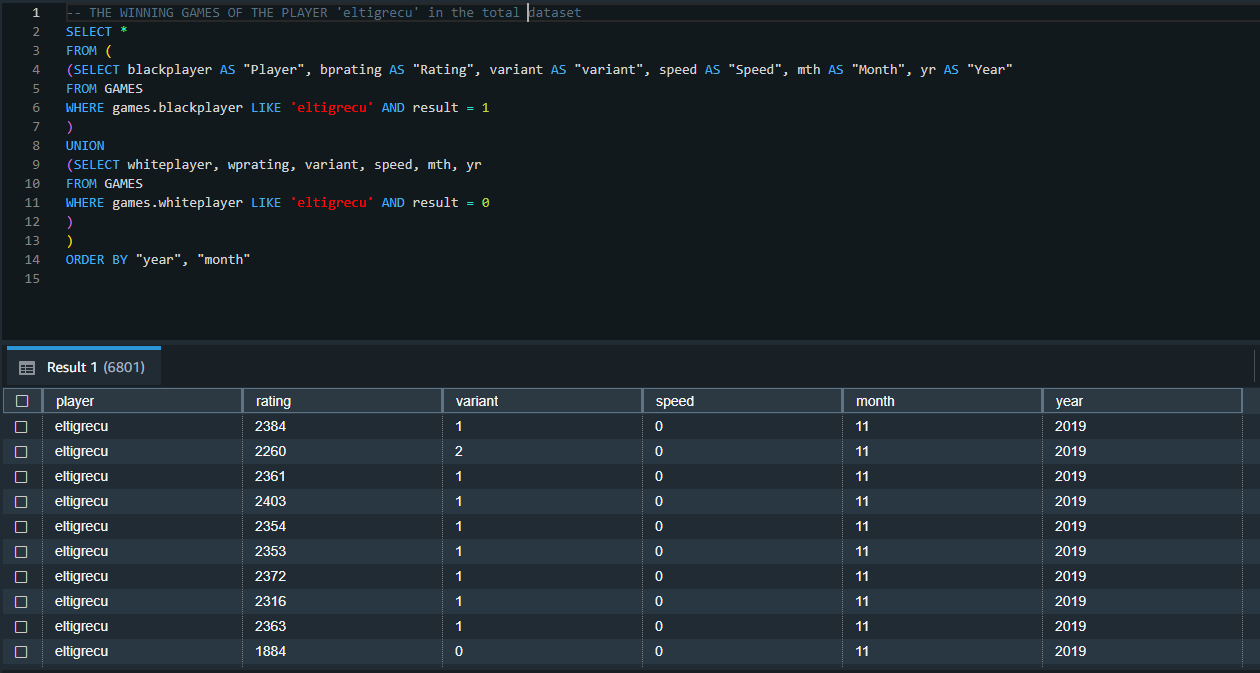 1 -- THE WINNING GAMES OF THE PLAYER 'eltigrecu' in the total dataset
2 SELECT *
3 FROM (
4 (SELECT blackplayer AS "Player", bprating AS "Rating", variant AS "variant", speed AS "Speed", mth AS "Month", yr AS "Year"
5 FROM GAMES
6 WHERE games.blackplayer LIKE 'eltigrecu' AND result = 1
7 )
8 UNION
9 (SELECT whiteplayer, wprating, variant, speed, mth, yr
10 FROM GAMES
11 WHERE games.whiteplayer LIKE 'eltigrecu' AND result = 0
12 )
13 )
14 ORDER BY "year", "month"
15
Result 1 (6801)
player rating variant speed month year
eltigrecu 2384 1 0 11 2019
eltigrecu 2260 2 0 11 2019
eltigrecu 2361 1 0 11 2019
eltigrecu 2403 1 0 11 2019
eltigrecu 2354 1 0 11 2019
eltigrecu 2353 1 0 11 2019
eltigrecu 2372 1 0 11 2019
eltigrecu 2316 1 0 11 2019
eltigrecu 2363 1 0 11 2019
eltigrecu 1884 0 0 11 2019